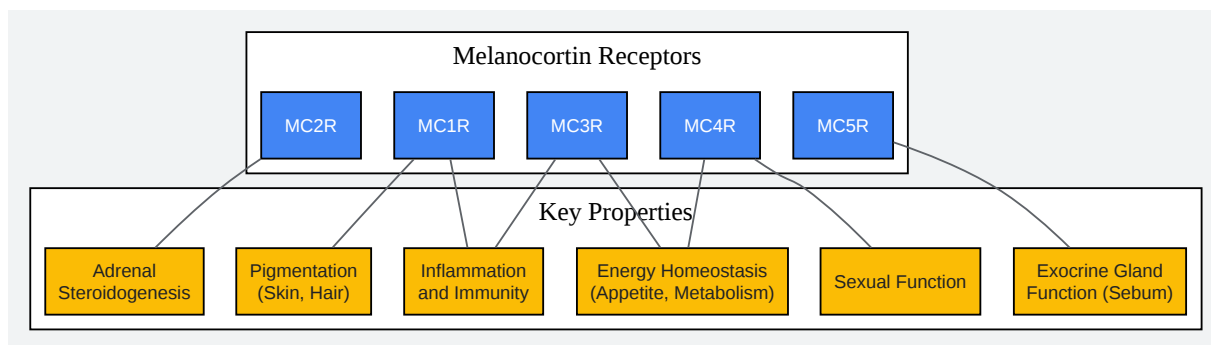 Melanocortin Receptors
MC2R
MC1R
MC3R
MC4R
MC5R
Key Properties
Adrenal
Steroidogenesis
Pigmentation
(Skin, Hair)
Inflammation
and Immunity
Energy Homeostasis
(Appetite, Metabolism)
Sexual Function
Exocrine Gland
Function (Sebum)